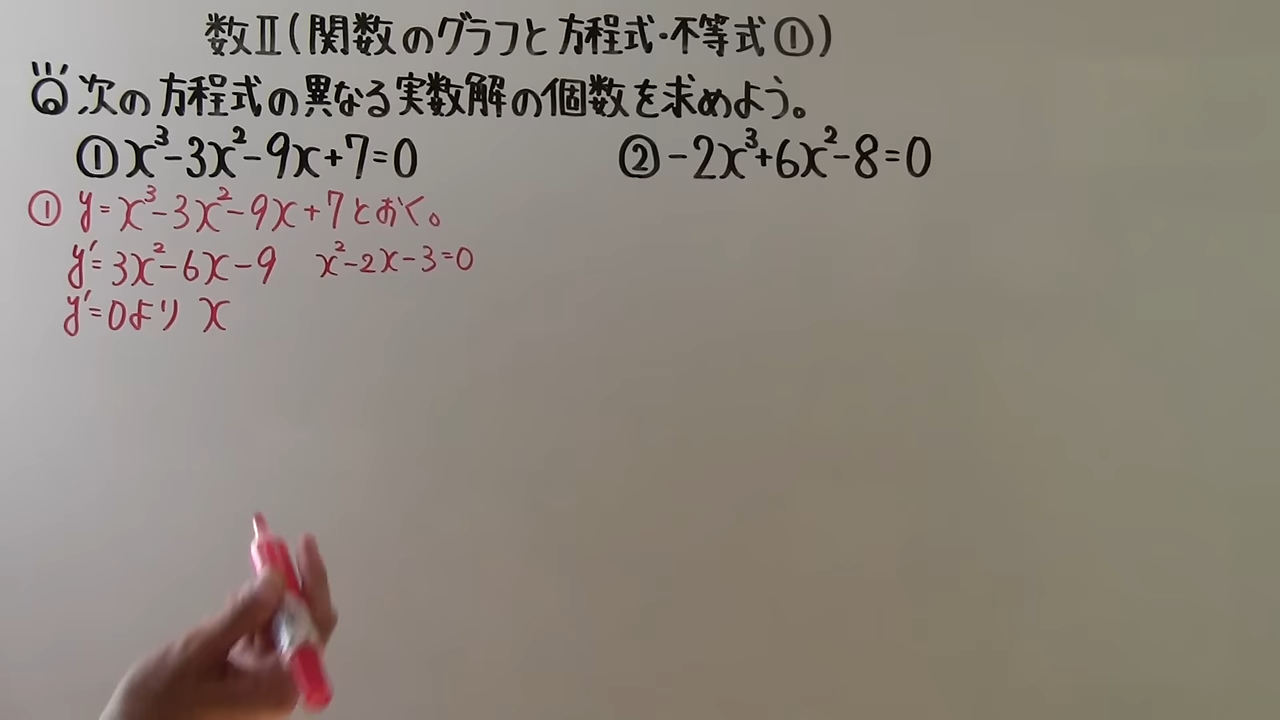 数Ⅱ(関数のグラフと方程式・不等式①)
Q 次の方程式の異なる実数解の個数を求めよう。
①x³-3x²-9x+7=0 ②-2x³+6x²-8=0
① y=x³-3x²-9x+7とおく。
y'=3x²-6x-9 x²-2x-3=0
y'=0より x